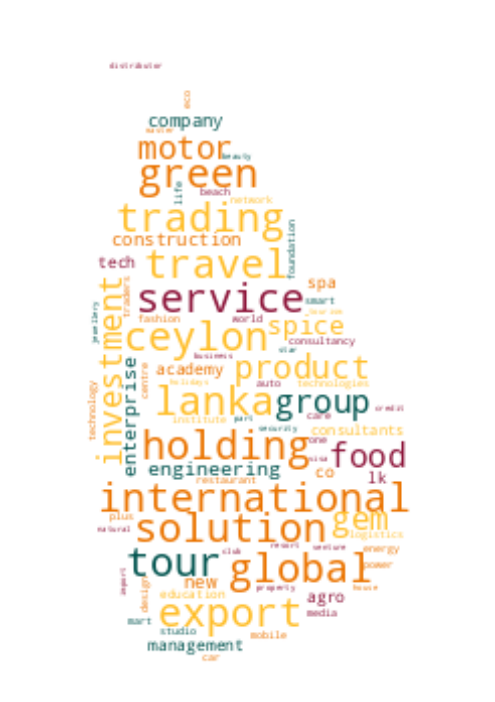 distributor
eco
company
master
motor
beauty
green
life
beach
network
trading
foundation
construction
tech
travel
traders
spa
service
smart
jewellery
investment
fashion
world
tourism
ceylon
spice
consultancy
star
business
enterprise
product
academy
centre
holidays
auto
technologies
technology
lanka
group
credit
care
institute
part
security
consultants
holding
one
food
visa
engineering
co
lk
restaurant
international
plus
solution
gem
natural
logistics
tour
club
resort
venture
energy
global
power
import
new
design
property
house
education
agro
export
media
mart
studio
mobile
management
car